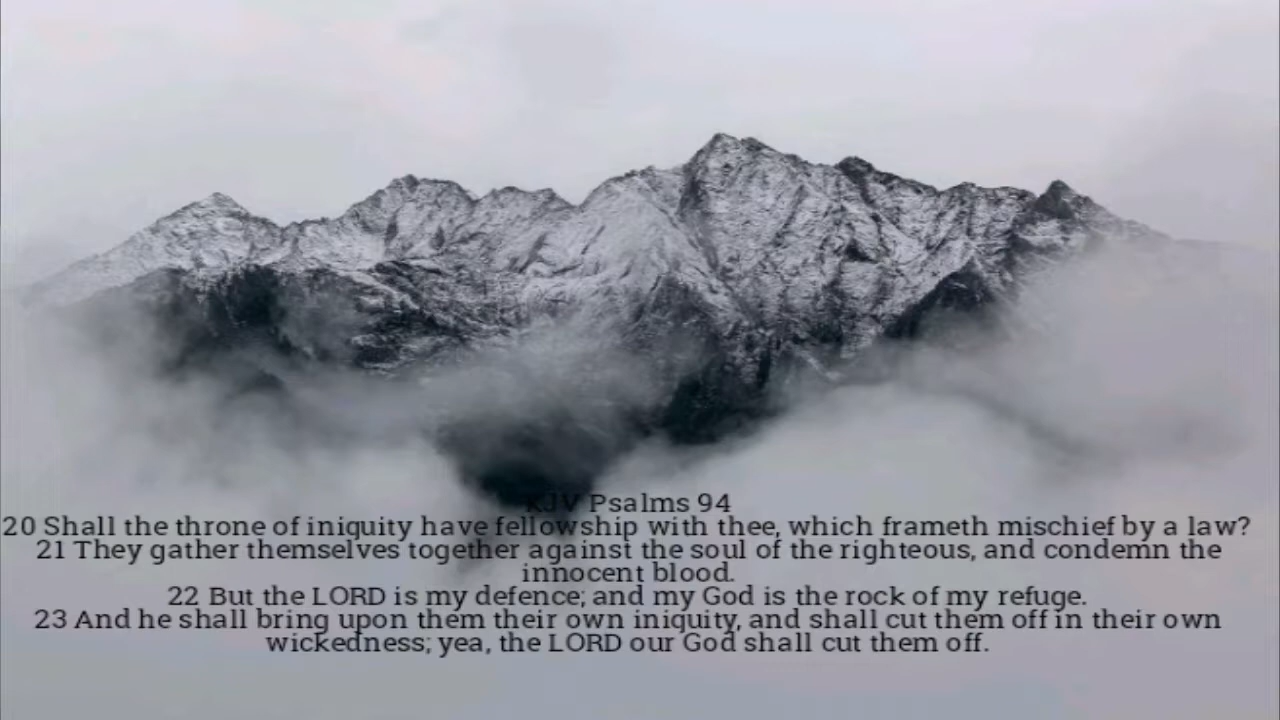 KJV Psalms 94
20 Shall the throne of iniquity have fellowship with thee, which frameth mischief by a law?
21 They gather themselves together against the soul of the righteous, and condemn the
innocent blood.
22 But the LORD is my defence; and my God is the rock of my refuge.
23 And he shall bring upon them their own iniquity, and shall cut them off in their own
wickedness; yea, the LORD our God shall cut them off.